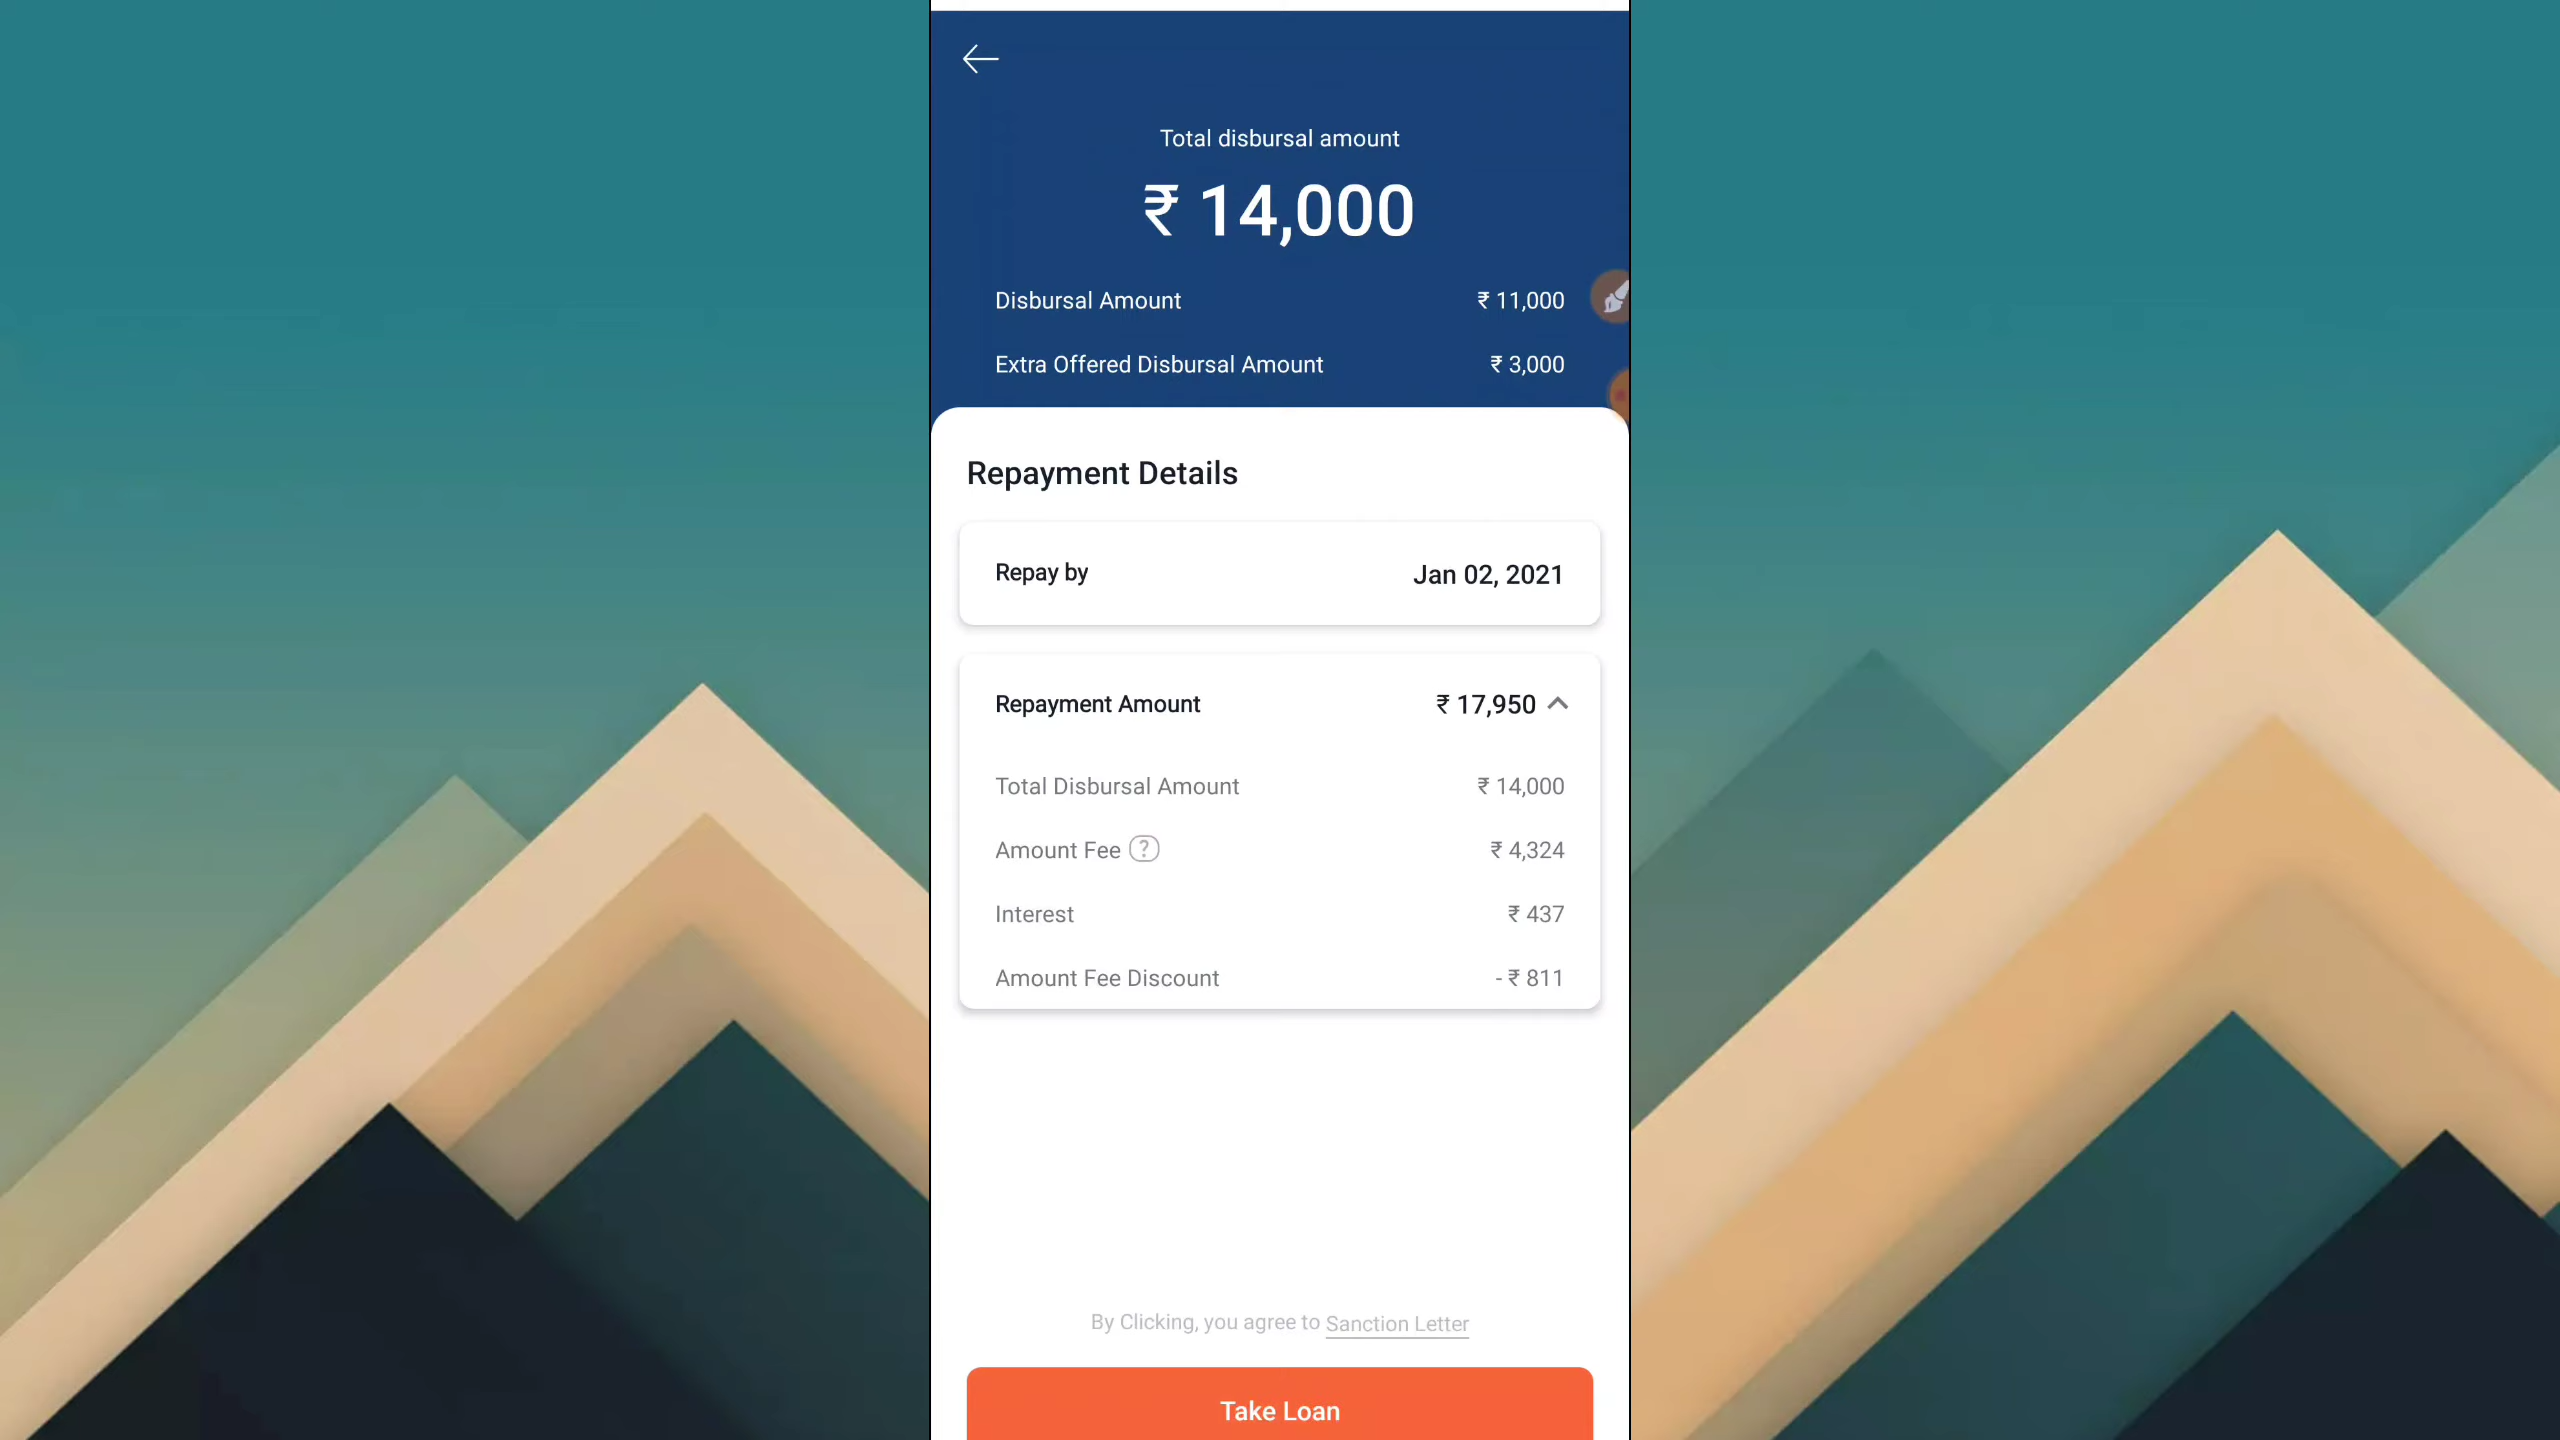 Total disbursal amount
₹ 14,000
Disbursal Amount ₹ 11,000
Extra Offered Disbursal Amount ₹ 3,000
Repayment Details
Repay by Jan 02, 2021
Repayment Amount ₹ 17,950
Total Disbursal Amount ₹ 14,000
Amount Fee ? ₹ 4,324
Interest ₹ 437
Amount Fee Discount - ₹ 811
By Clicking, you agree to Sanction Letter
Take Loan